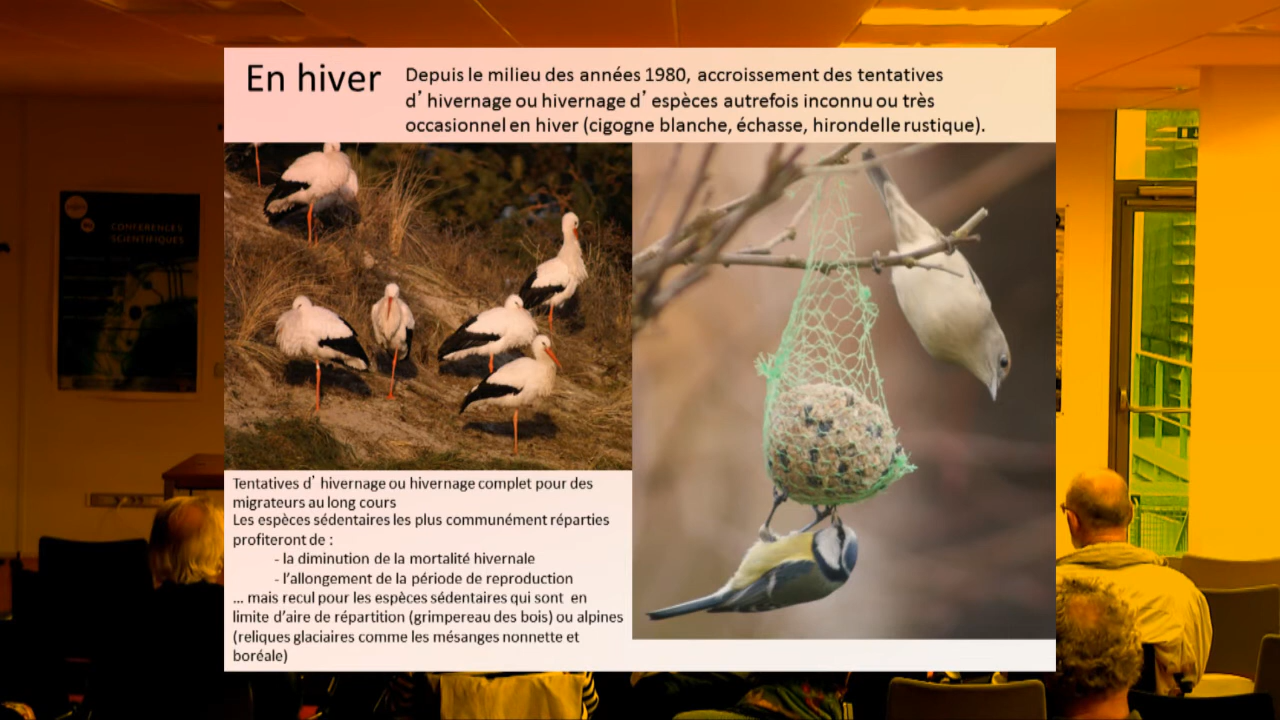 En hiver
Depuis le milieu des années 1980, accroissement des tentatives
d’ hivernage ou hivernage d’ espèces autrefois inconnu ou très
occasionnel en hiver (cigogne blanche, échasse, hirondelle rustique).
CONFERENCES
SCIENTIFIQUES
Tentatives d’ hivernage ou hivernage complet pour des
migrateurs au long cours
Les espèces sédentaires les plus communément réparties
profiteront de :
- la diminution de la mortalité hivernale
- l’allongement de la période de reproduction
... mais recul pour les espèces sédentaires qui sont en
limite d’aire de répartition (grimpereau des bois) ou alpines
(reliques glaciaires comme les mésanges nonnette et
boréale)